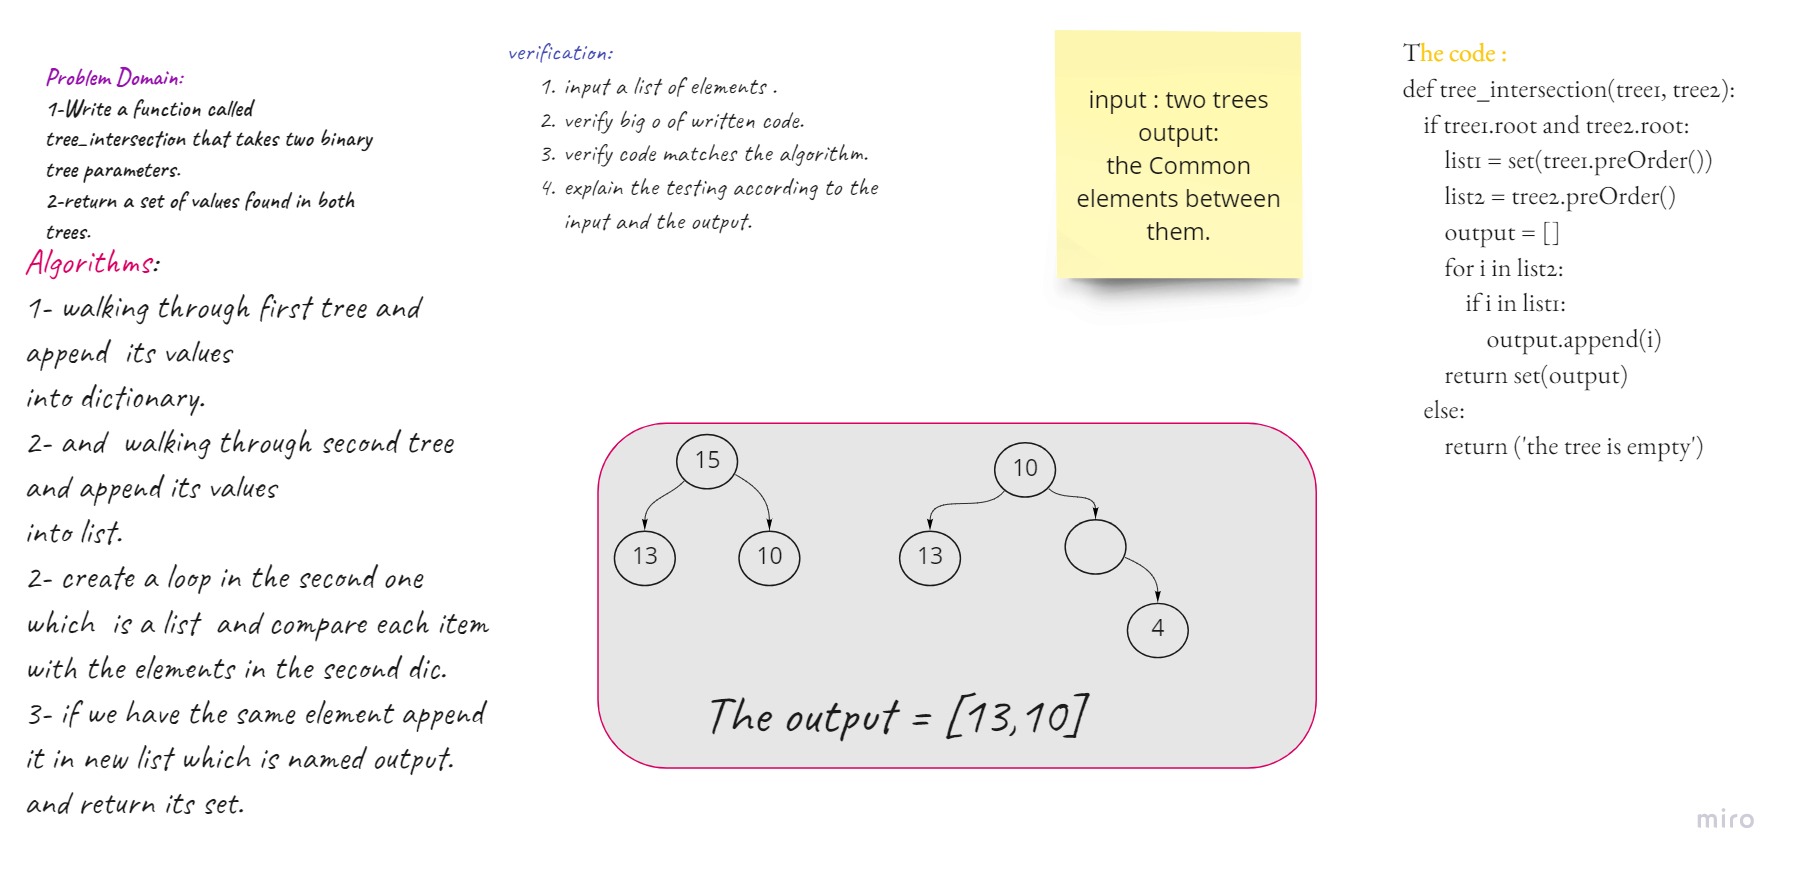 Problem Domain:
1-Write a function called
tree_intersection that takes two binary
tree parameters.
2-return a set of values found in both
trees.
Algorithms:
1- walking through first tree and
append its values
into dictionary.
2- and walking through second tree
and append its values
into list.
2- create a loop in the second one
which is a list and compare each item
with the elements in the second dic.
3- if we have the same element append
it in new list which is named output.
and return its set.
verification:
1. input a list of elements .
2. verify big o of written code.
3. verify code matches the algorithm.
4. explain the testing according to the
input and the output.
input : two trees
output:
the Common
elements between
them.
15
13
10
10
13
4
The output = [13,10]
The code :
def tree_intersection(tree1, tree2):
if tree1.root and tree2.root:
list1 = set(tree1.preOrder())
list2 = tree2.preOrder()
output = []
for i in list2:
if i in list1:
output.append(i)
return set(output)
else:
return ('the tree is empty')
miro